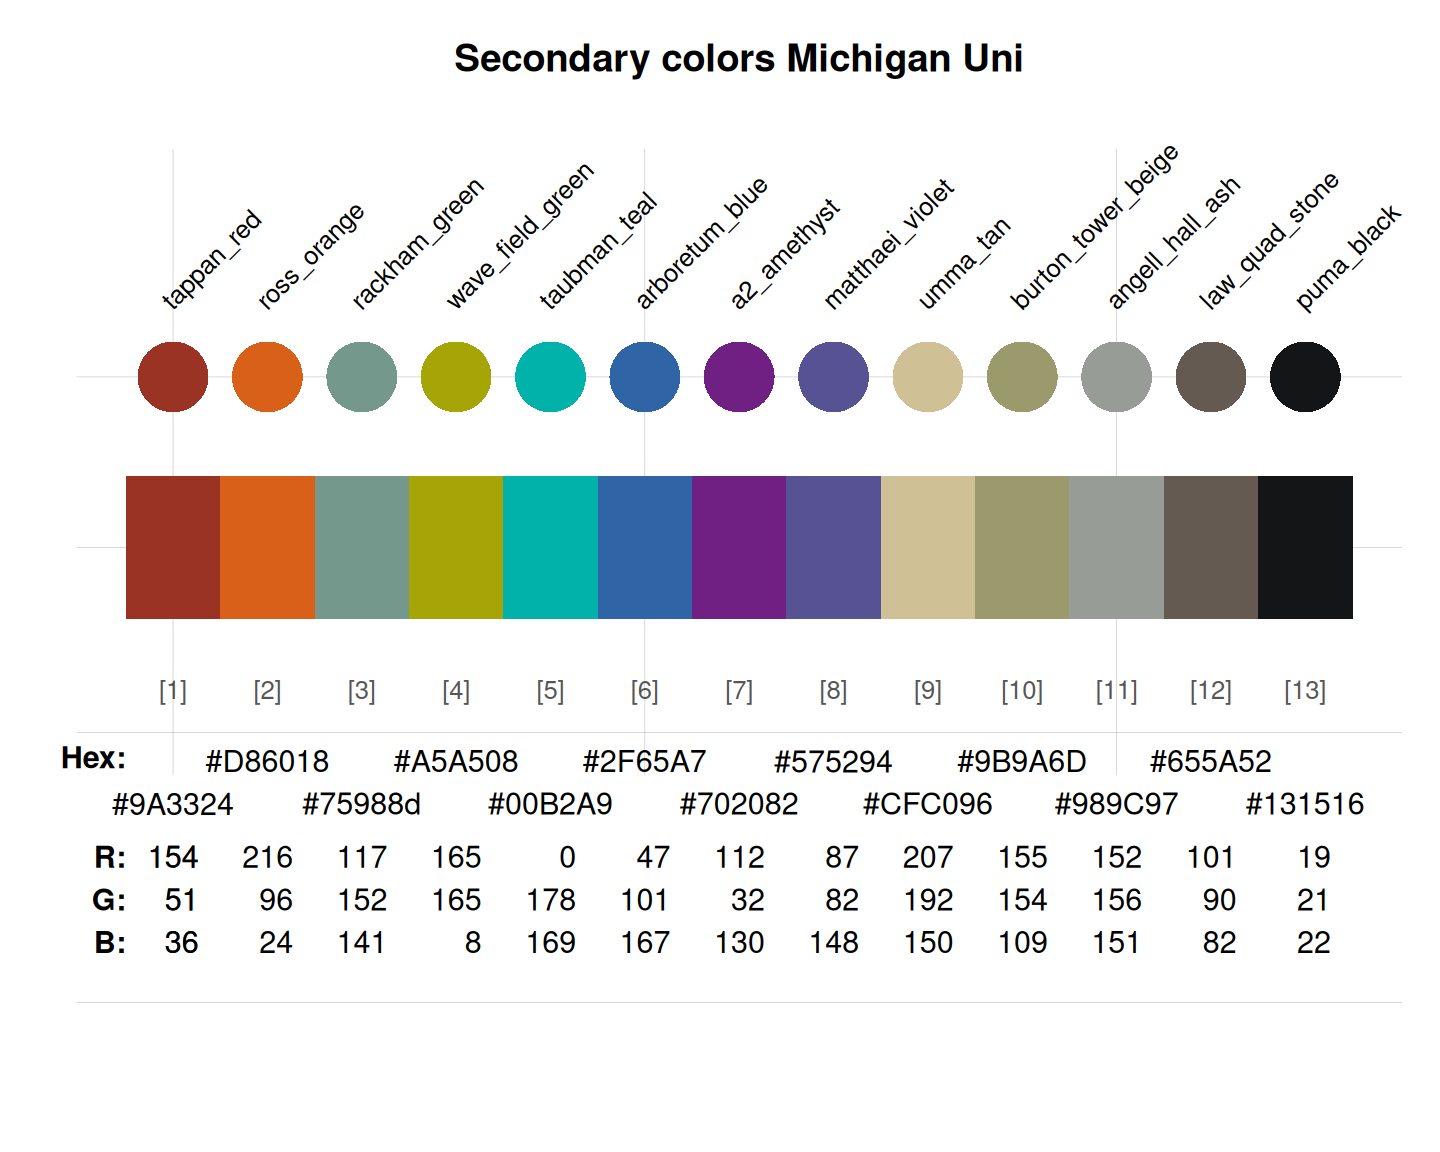 Secondary colors Michigan Uni
tappan_red
ross_orange
rackham_green
wave_field_green
taubman_teal
arboretum_blue
a2_amethyst
matthaei_violet
umma_tan
burton_tower_beige
angell_hall_ash
law_quad_stone
puma_black
[1] [2] [3] [4] [5] [6] [7] [8] [9] [10] [11] [12] [13]
Hex: #D86018 #A5A508 #2F65A7 #575294 #9B9A6D #655A52
#9A3324 #75988d #00B2A9 #702082 #CFC096 #989C97 #131516
R: 154 216 117 165 0 47 112 87 207 155 152 101 19
G: 51 96 152 165 178 101 32 82 192 154 156 90 21
B: 36 24 141 8 169 167 130 148 150 109 151 82 22